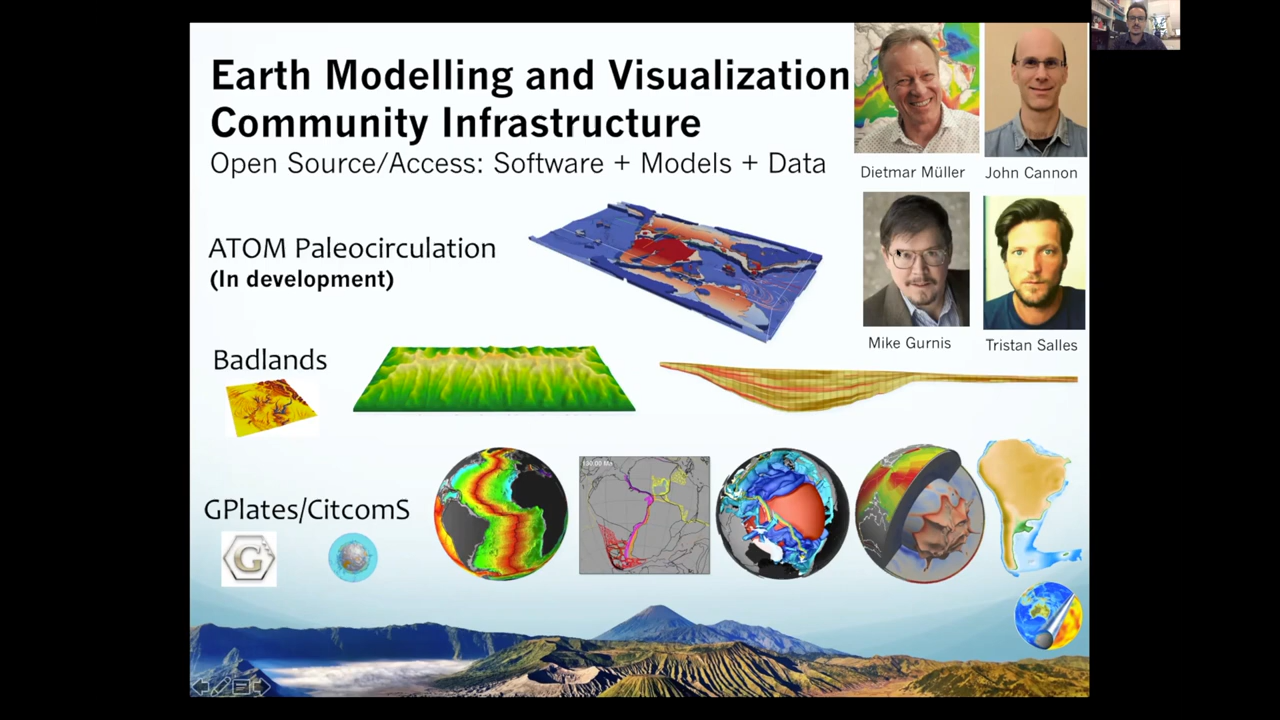 Earth Modelling and Visualization
Community Infrastructure
Open Source/Access: Software + Models + Data
Dietmar Müller
John Cannon
ATOM Paleocirculation
(In development)
Mike Gurnis
Tristan Salles
Badlands
GPlates/CitcomS
G